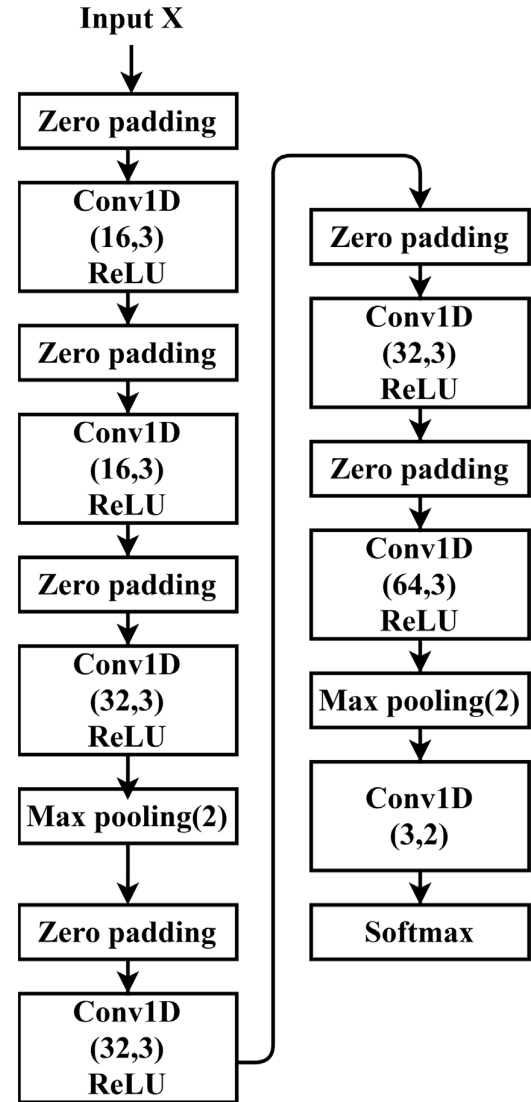 Input X
Zero padding
Conv1D
(16,3)
ReLU
Zero padding
Conv1D
(16,3)
ReLU
Zero padding
Conv1D
(32,3)
ReLU
Max pooling(2)
Zero padding
Conv1D
(32,3)
ReLU
Zero padding
Conv1D
(32,3)
ReLU
Zero padding
Conv1D
(64,3)
ReLU
Max pooling(2)
Conv1D
(3,2)
Softmax